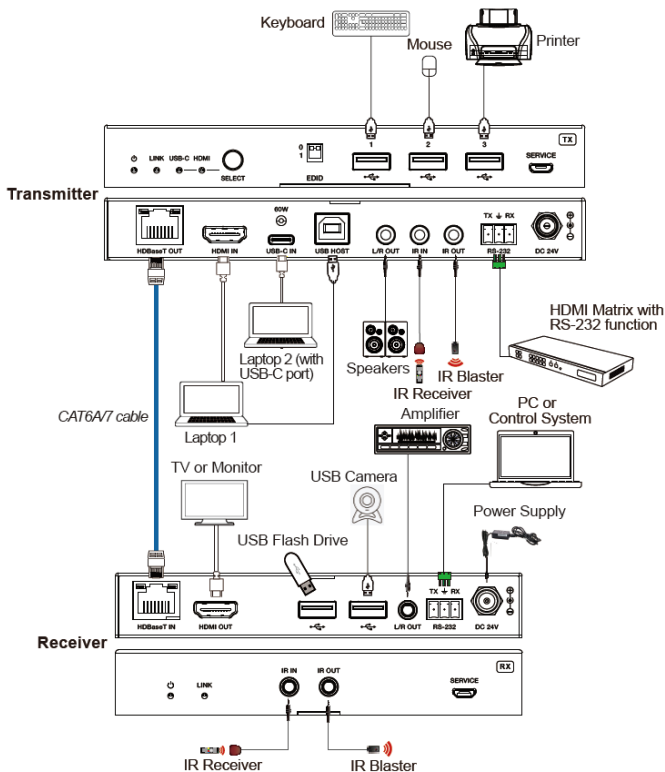 Keyboard
Mouse
Printer
1
2
3
TX
LINK
USB-C
HDMI
SELECT
0
1
EDID
SERVICE
Transmitter
60W
TX
RX
HDBaseT OUT
HDMI IN
USB-C IN
USB HOST
L/R OUT
IR IN
IR OUT
RS-232
DC 24V
HDMI Matrix with
RS-232 function
Laptop 2 (with
USB-C port)
Speakers
IR Blaster
IR Receiver
Amplifier
PC or
Control System
CAT6A/7 cable
Laptop 1
TV or Monitor
USB Camera
Power Supply
USB Flash Drive
TX
RX
HDBaseT IN
HDMI OUT
L/R OUT
RS-232
DC 24V
Receiver
RX
LINK
IR IN
IR OUT
SERVICE
IR Receiver
IR Blaster